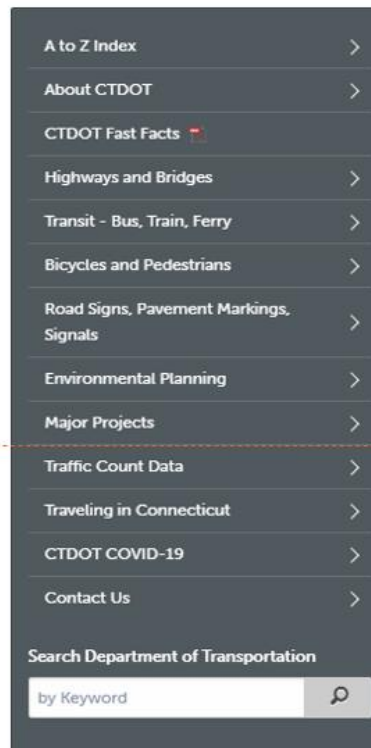 A to Z Index
About CTDOT
CTDOT Fast Facts
Highways and Bridges
Transit - Bus, Train, Ferry
Bicycles and Pedestrians
Road Signs, Pavement Markings,
Signals
Environmental Planning
Major Projects
Traffic Count Data
Traveling in Connecticut
CTDOT COVID-19
Contact Us
Search Department of Transportation
by Keyword